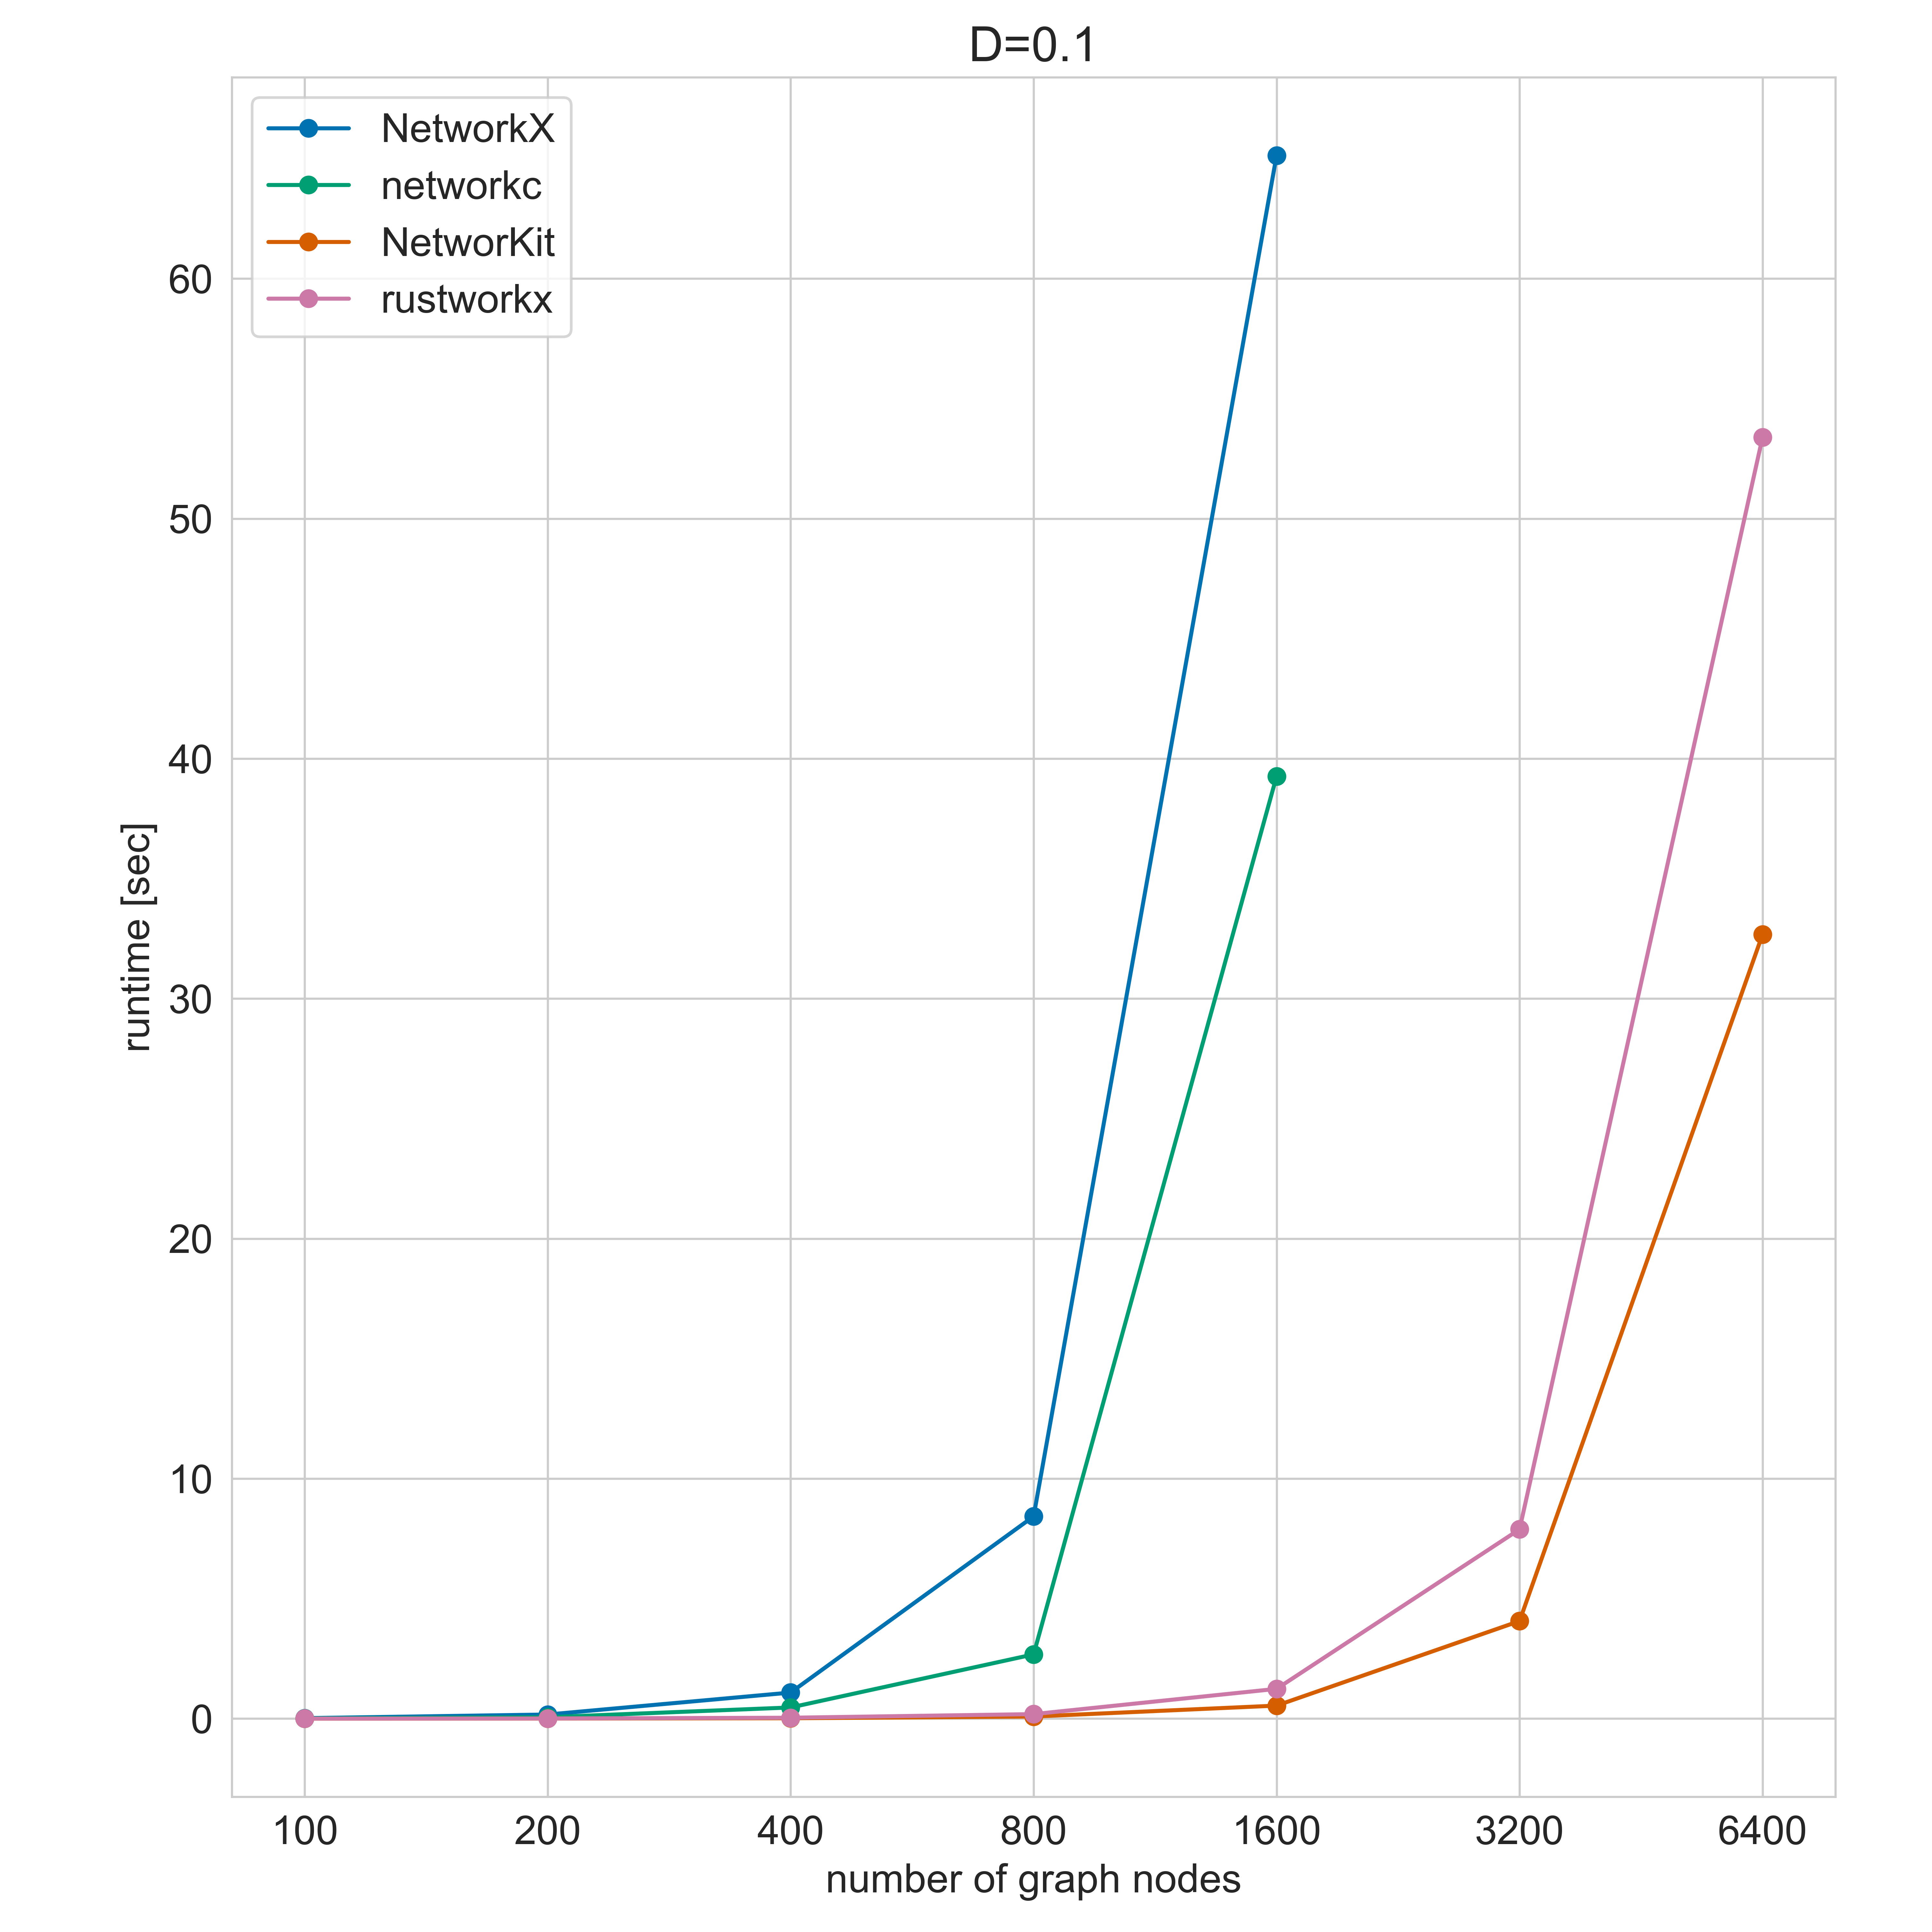 D=0.1
NetworkX
networkc
NetworKit
rustworkx
60
50
40
30
20
10
0
runtime [sec]
100 200 400 800 1600 3200 6400
number of graph nodes